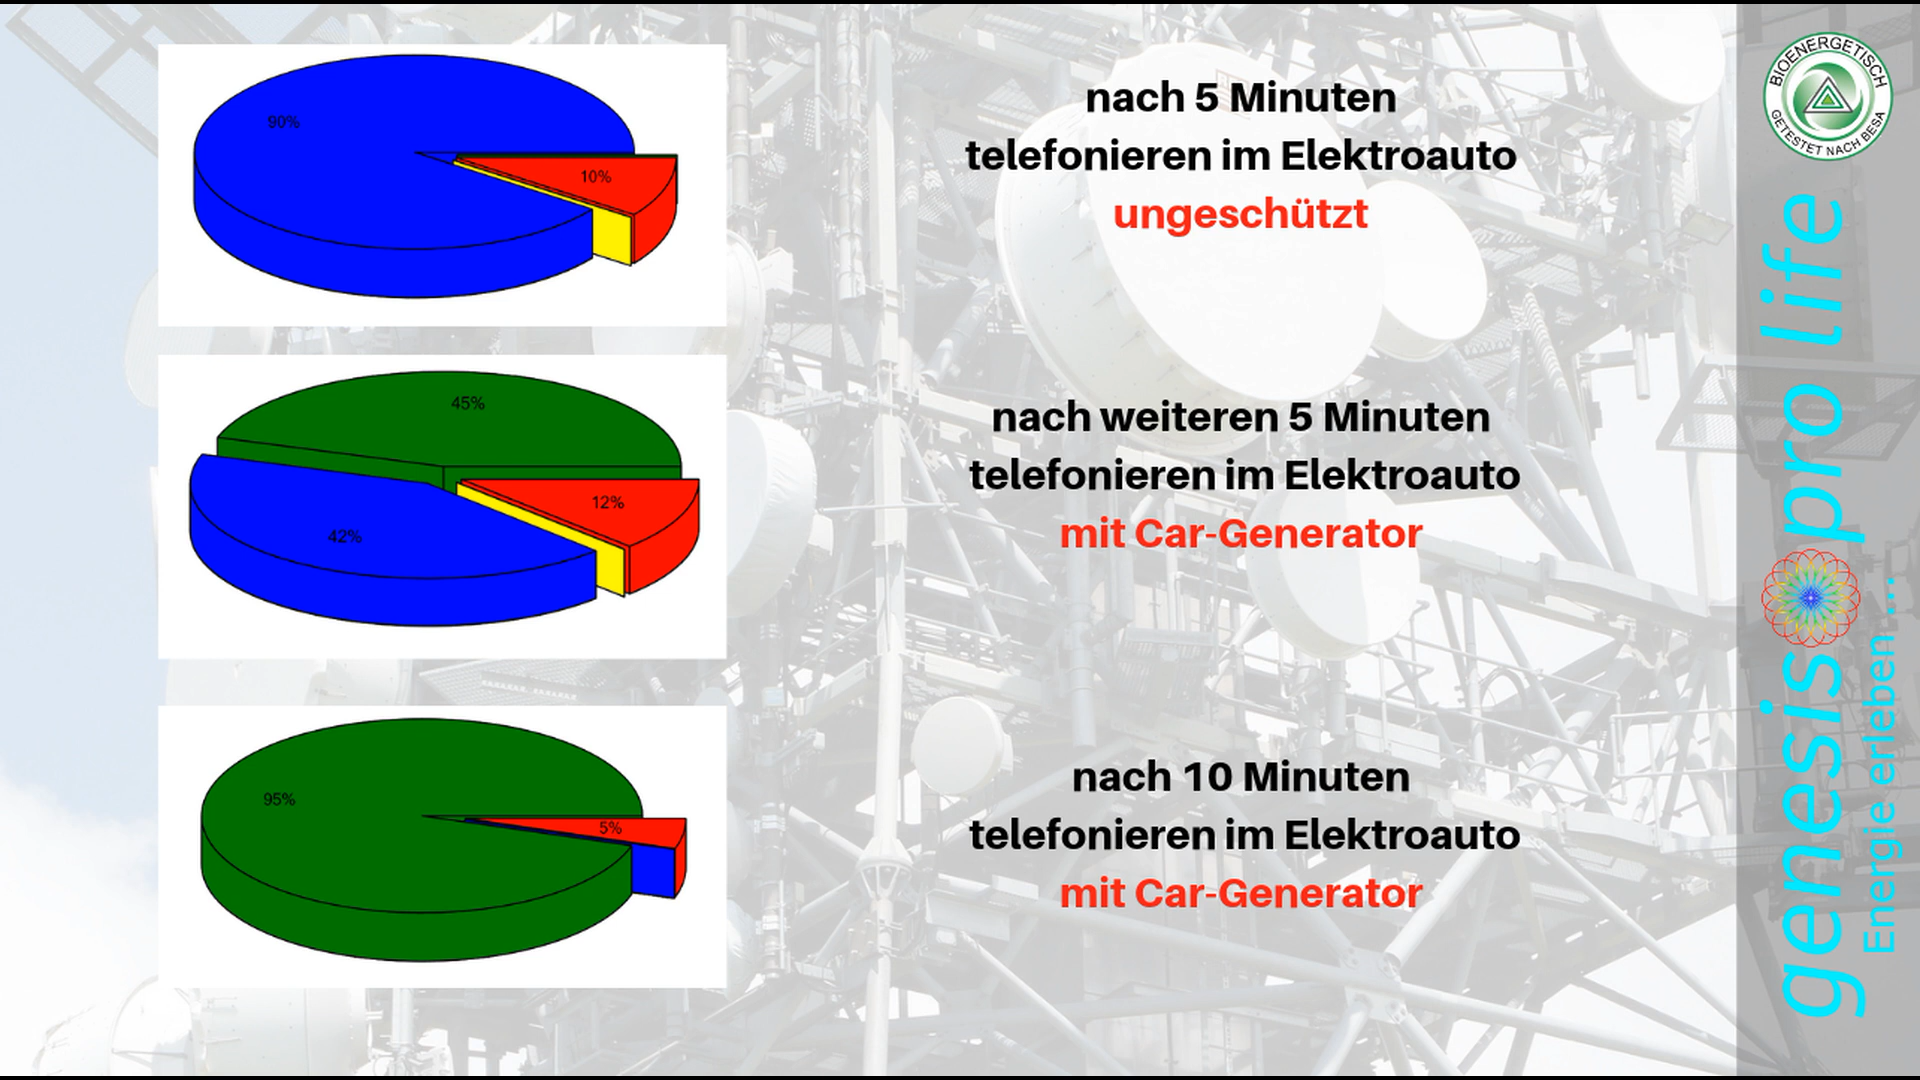 90%
10%
nach 5 Minuten
telefonieren im Elektroauto
ungeschützt
45%
12%
42%
nach weiteren 5 Minuten
telefonieren im Elektroauto
mit Car-Generator
95%
5%
nach 10 Minuten
telefonieren im Elektroauto
mit Car-Generator
BIOENERGETISCH
GETESTET NACH BESA
genesis pro life
Energie erleben...